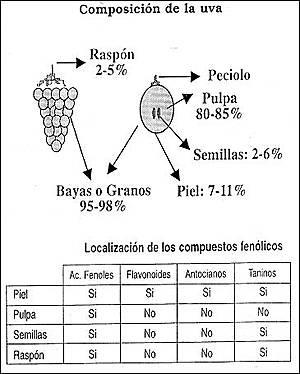 Composición de la uva
Raspón
2-5%
Peciolo
Pulpa
80-85%
Semillas: 2-6%
Bayas o Granos
95-98%
Piel: 7-11%
Localización de los compuestos fenólicos
Ac. Fenoles Flavonoides Antocianos Taninos
Piel Si Si Si Si
Pulpa Si No No No
Semillas Si No No Si
Raspón Si No No Si